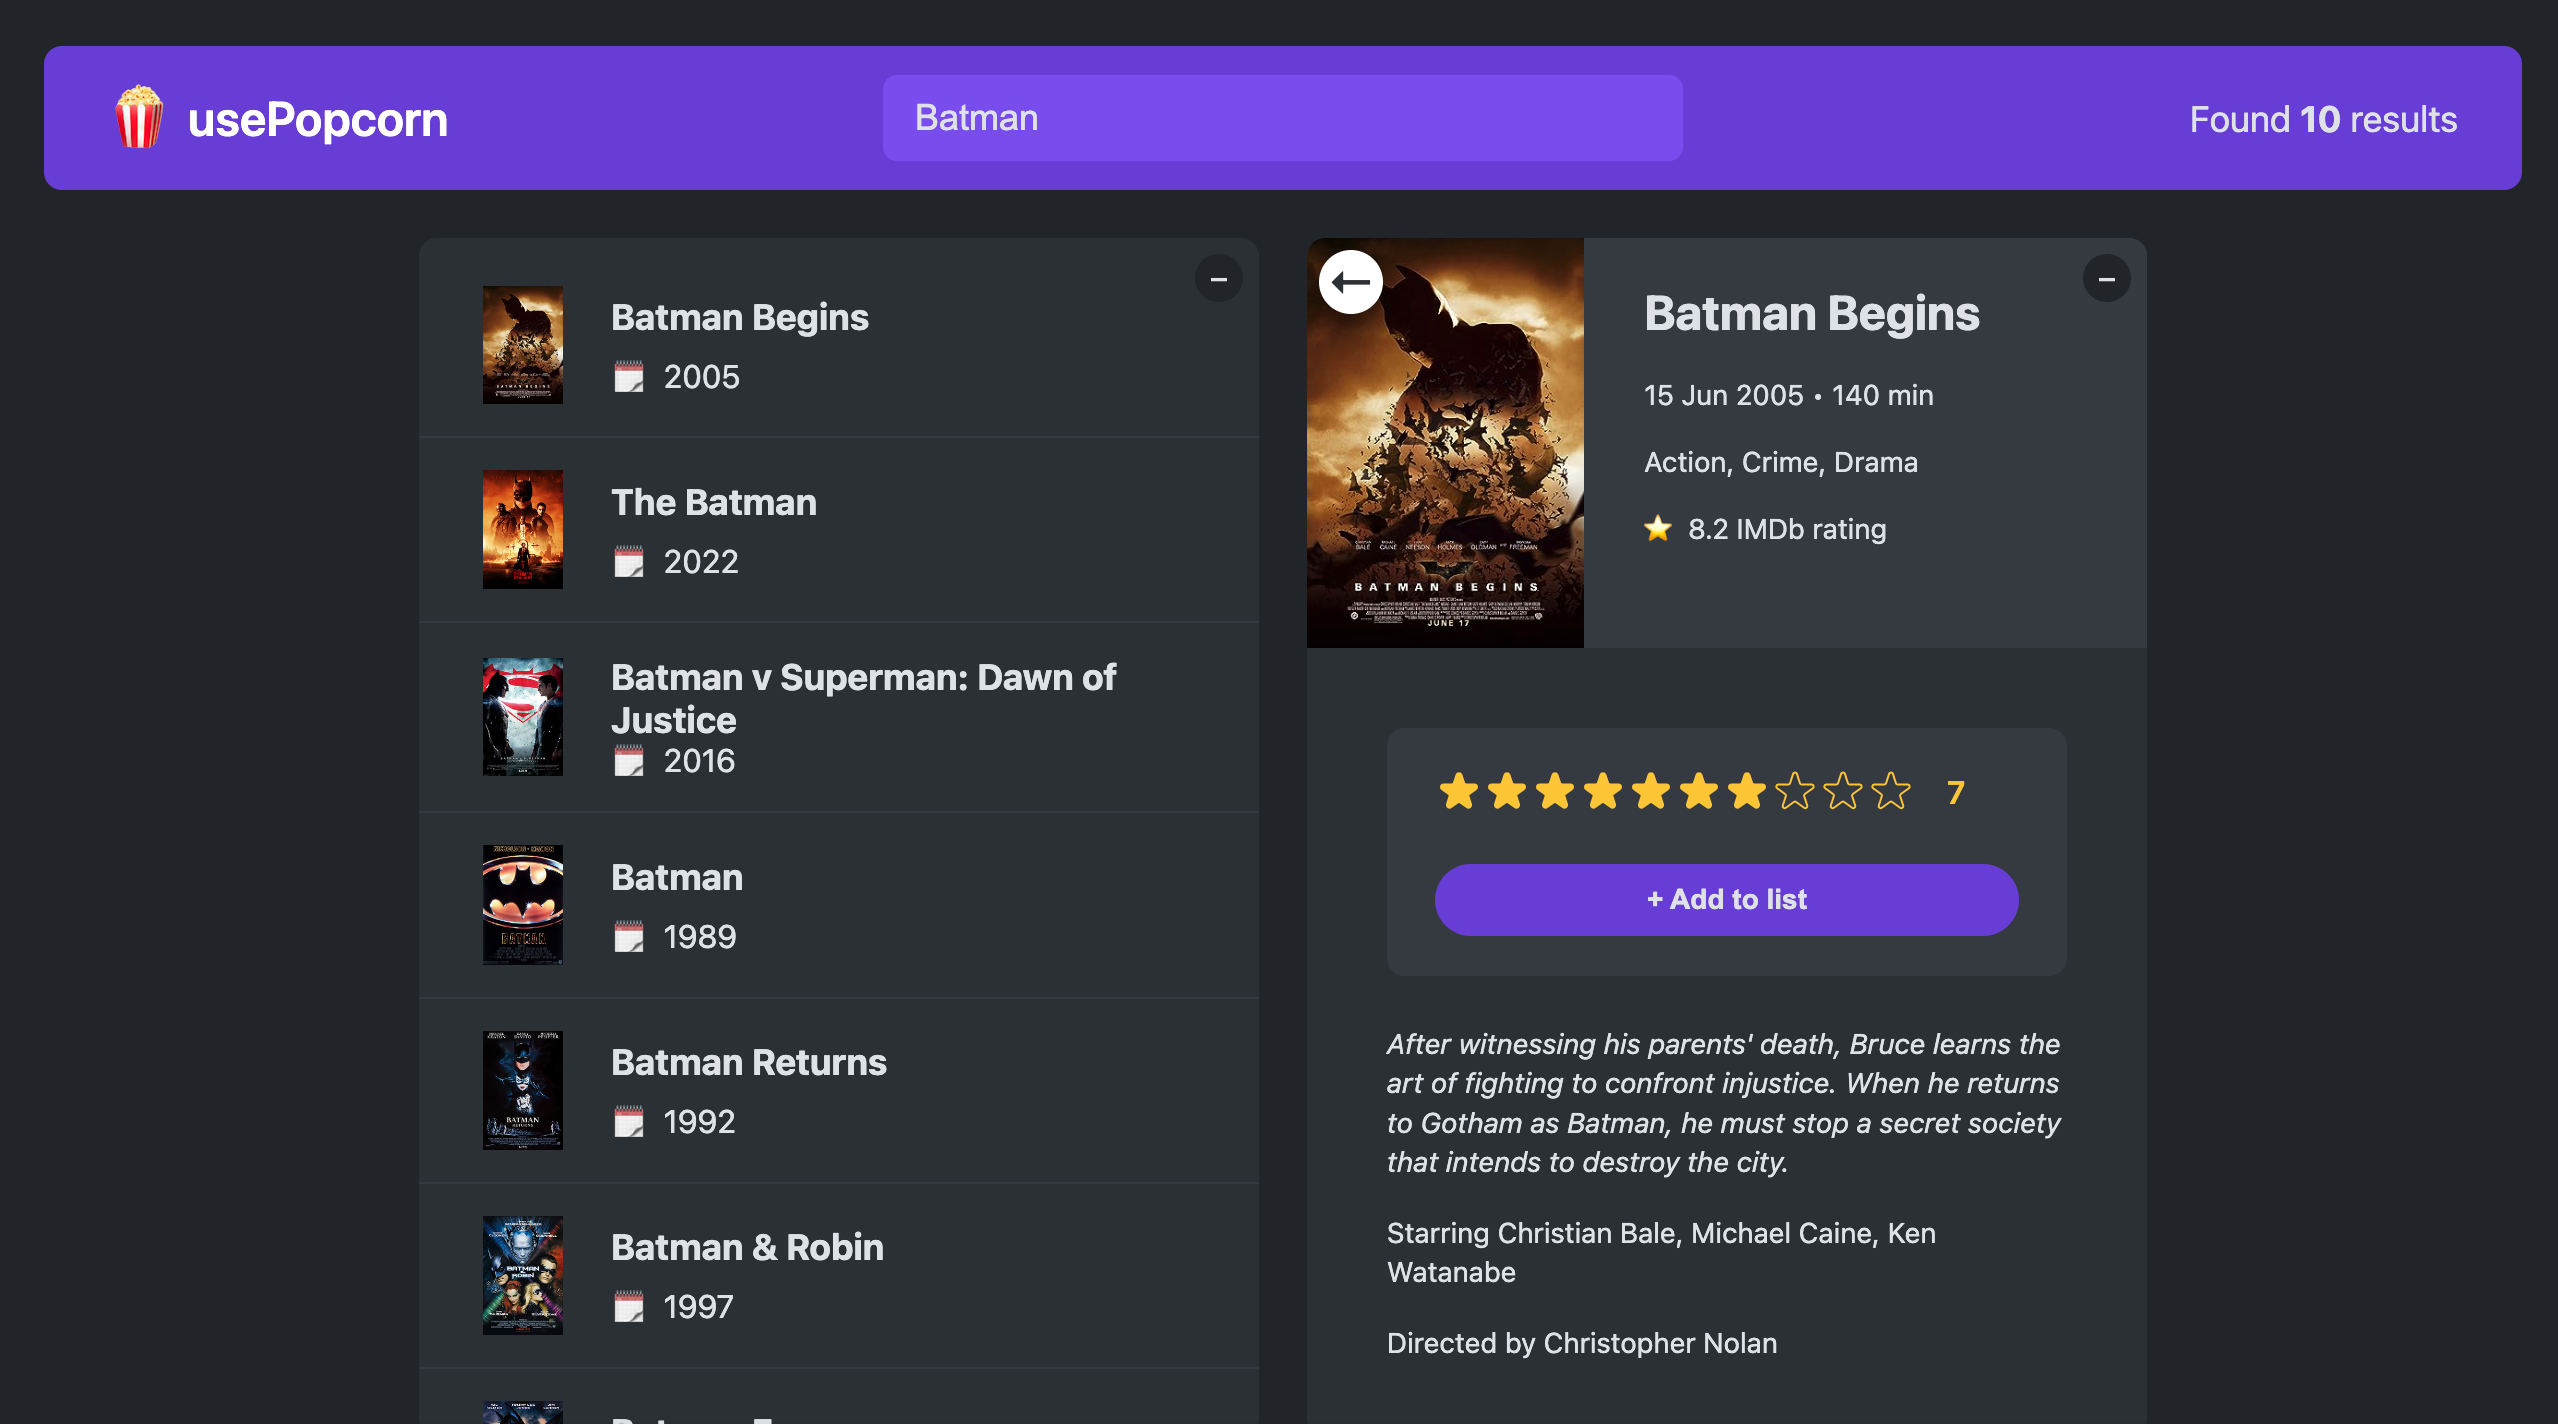 usePopcorn
Batman
Found 10 results
Batman Begins
2005
The Batman
2022
Batman v Superman: Dawn of
Justice
2016
Batman
1989
Batman Returns
1992
Batman & Robin
1997
BATMAN BEGINS
JUNE 17
Batman Begins
15 Jun 2005 • 140 min
Action, Crime, Drama
8.2 IMDb rating
7
+ Add to list
After witnessing his parents' death, Bruce learns the
art of fighting to confront injustice. When he returns
to Gotham as Batman, he must stop a secret society
that intends to destroy the city.
Starring Christian Bale, Michael Caine, Ken
Watanabe
Directed by Christopher Nolan